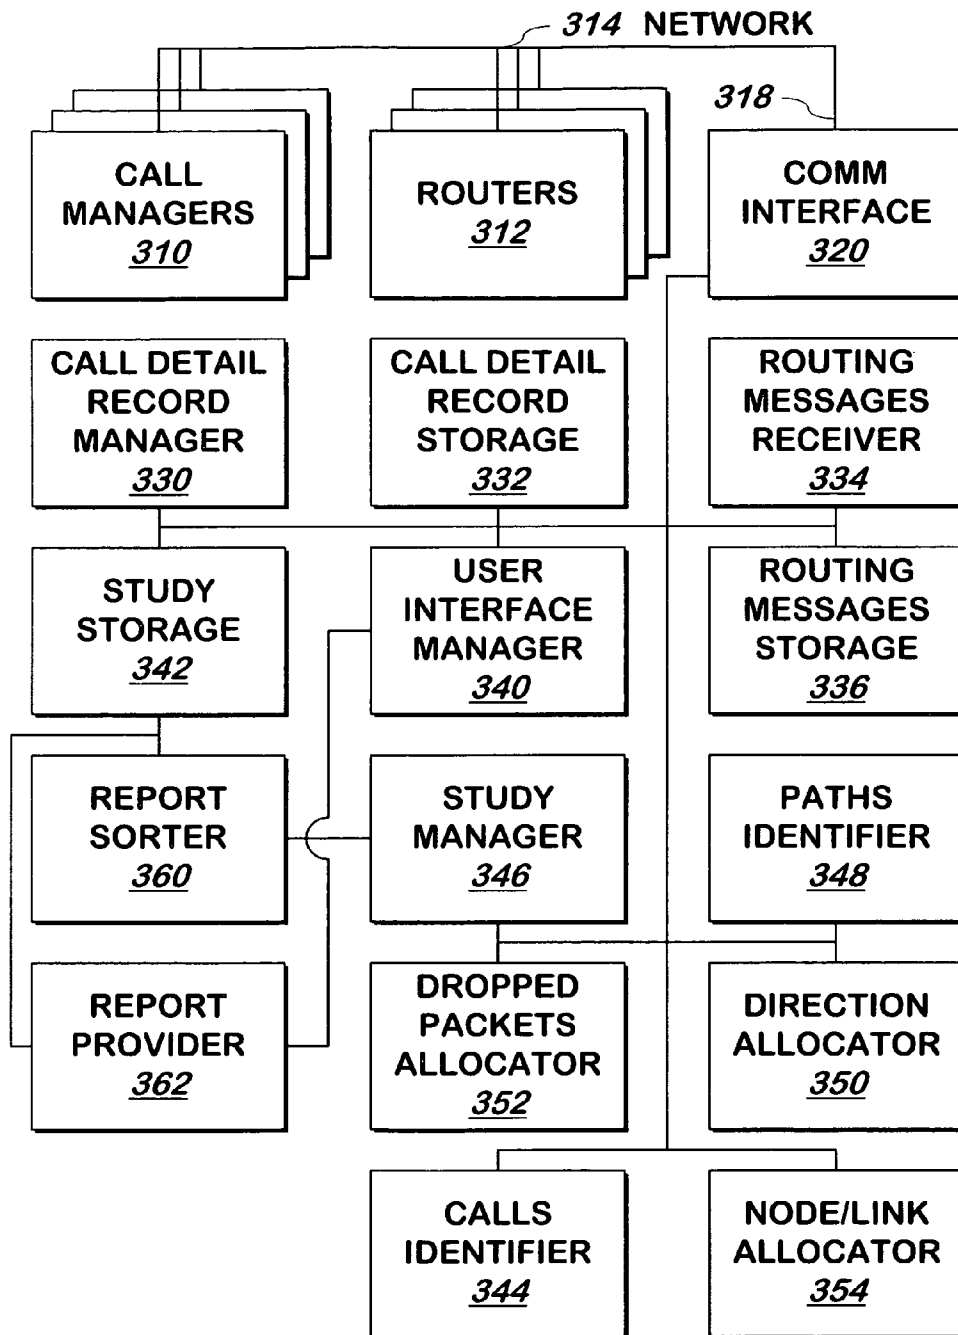 314 NETWORK
318
CALL
MANAGERS
310
ROUTERS
312
COMM
INTERFACE
320
CALL DETAIL
RECORD
MANAGER
330
CALL DETAIL
RECORD
STORAGE
332
ROUTING
MESSAGES
RECEIVER
334
STUDY
STORAGE
342
USER
INTERFACE
MANAGER
340
ROUTING
MESSAGES
STORAGE
336
REPORT
SORTER
360
STUDY
MANAGER
346
PATHS
IDENTIFIER
348
REPORT
PROVIDER
362
DROPPED
PACKETS
ALLOCATOR
352
DIRECTION
ALLOCATOR
350
CALLS
IDENTIFIER
344
NODE/LINK
ALLOCATOR
354